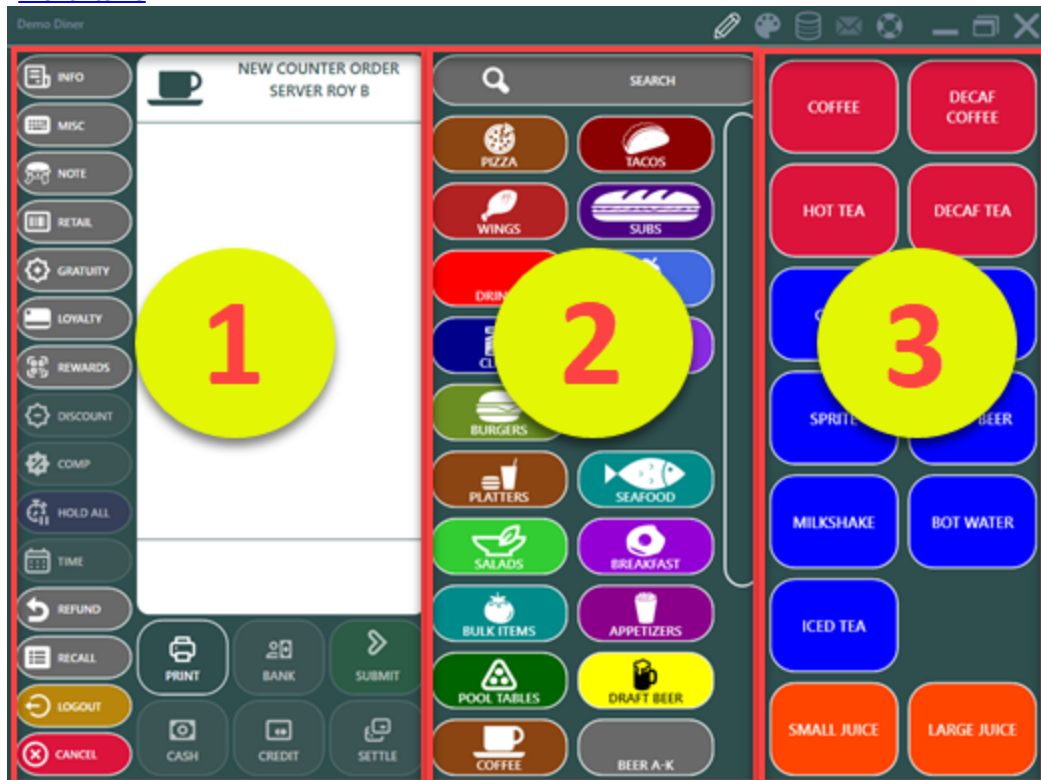 Demo Diner
INFO
MISC
NOTE
RETAIL
GRATUITY
LOYALTY
REWARDS
DISCOUNT
COMP
HOLD ALL
TIME
REFUND
RECALL
LOGOUT
CANCEL
NEW COUNTER ORDER
SERVER ROY B
1
PRINT
BANK
SUBMIT
CASH
CREDIT
SETTLE
SEARCH
PIZZA
TACOS
WINGS
SUBS
2
BURGERS
PLATTERS
SEAFOOD
SALADS
BREAKFAST
BULK ITEMS
APPETIZERS
POOL TABLES
DRAFT BEER
COFFEE
BEER A-K
COFFEE
DECAF
COFFEE
HOT TEA
DECAF TEA
3
SPRITE
BEER
MILKSHAKE
BOT WATER
ICED TEA
SMALL JUICE
LARGE JUICE